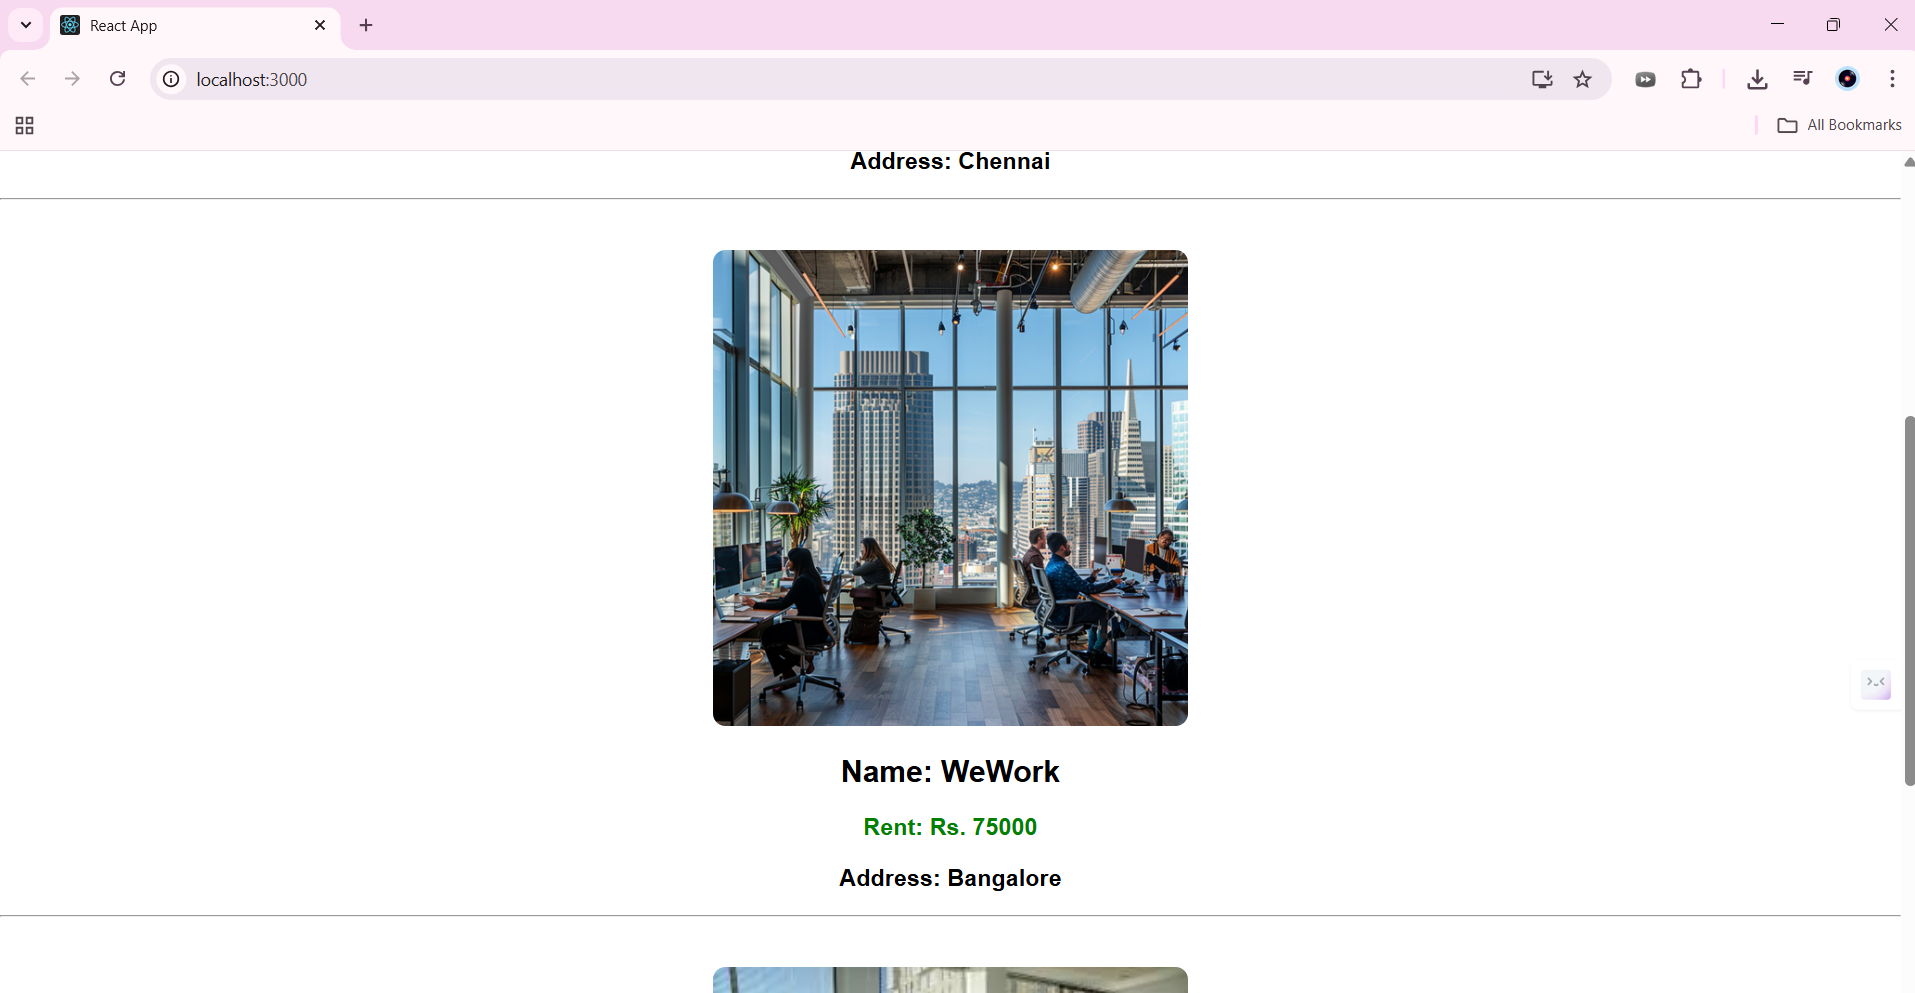 React App
localhost:3000
All Bookmarks
Address: Chennai
Name: WeWork
Rent: Rs. 75000
Address: Bangalore